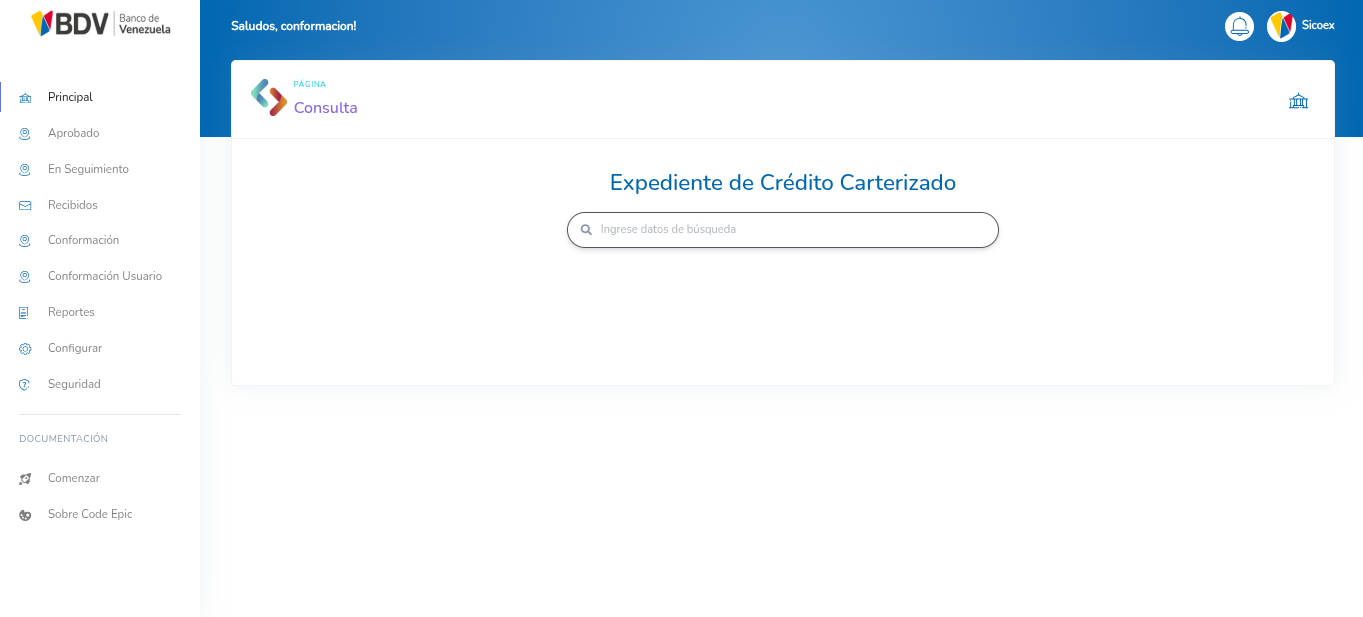 BDV Banco de Venezuela
Saludos, conformacion!
Sicoex
Principal
Aprobado
En Seguimiento
Recibidos
Conformación
Conformación Usuario
Reportes
Configurar
Seguridad
DOCUMENTACIÓN
Comenzar
Sobre Code Epic
PÁGINA
Consulta
Expediente de Crédito Carterizado
Ingrese datos de búsqueda